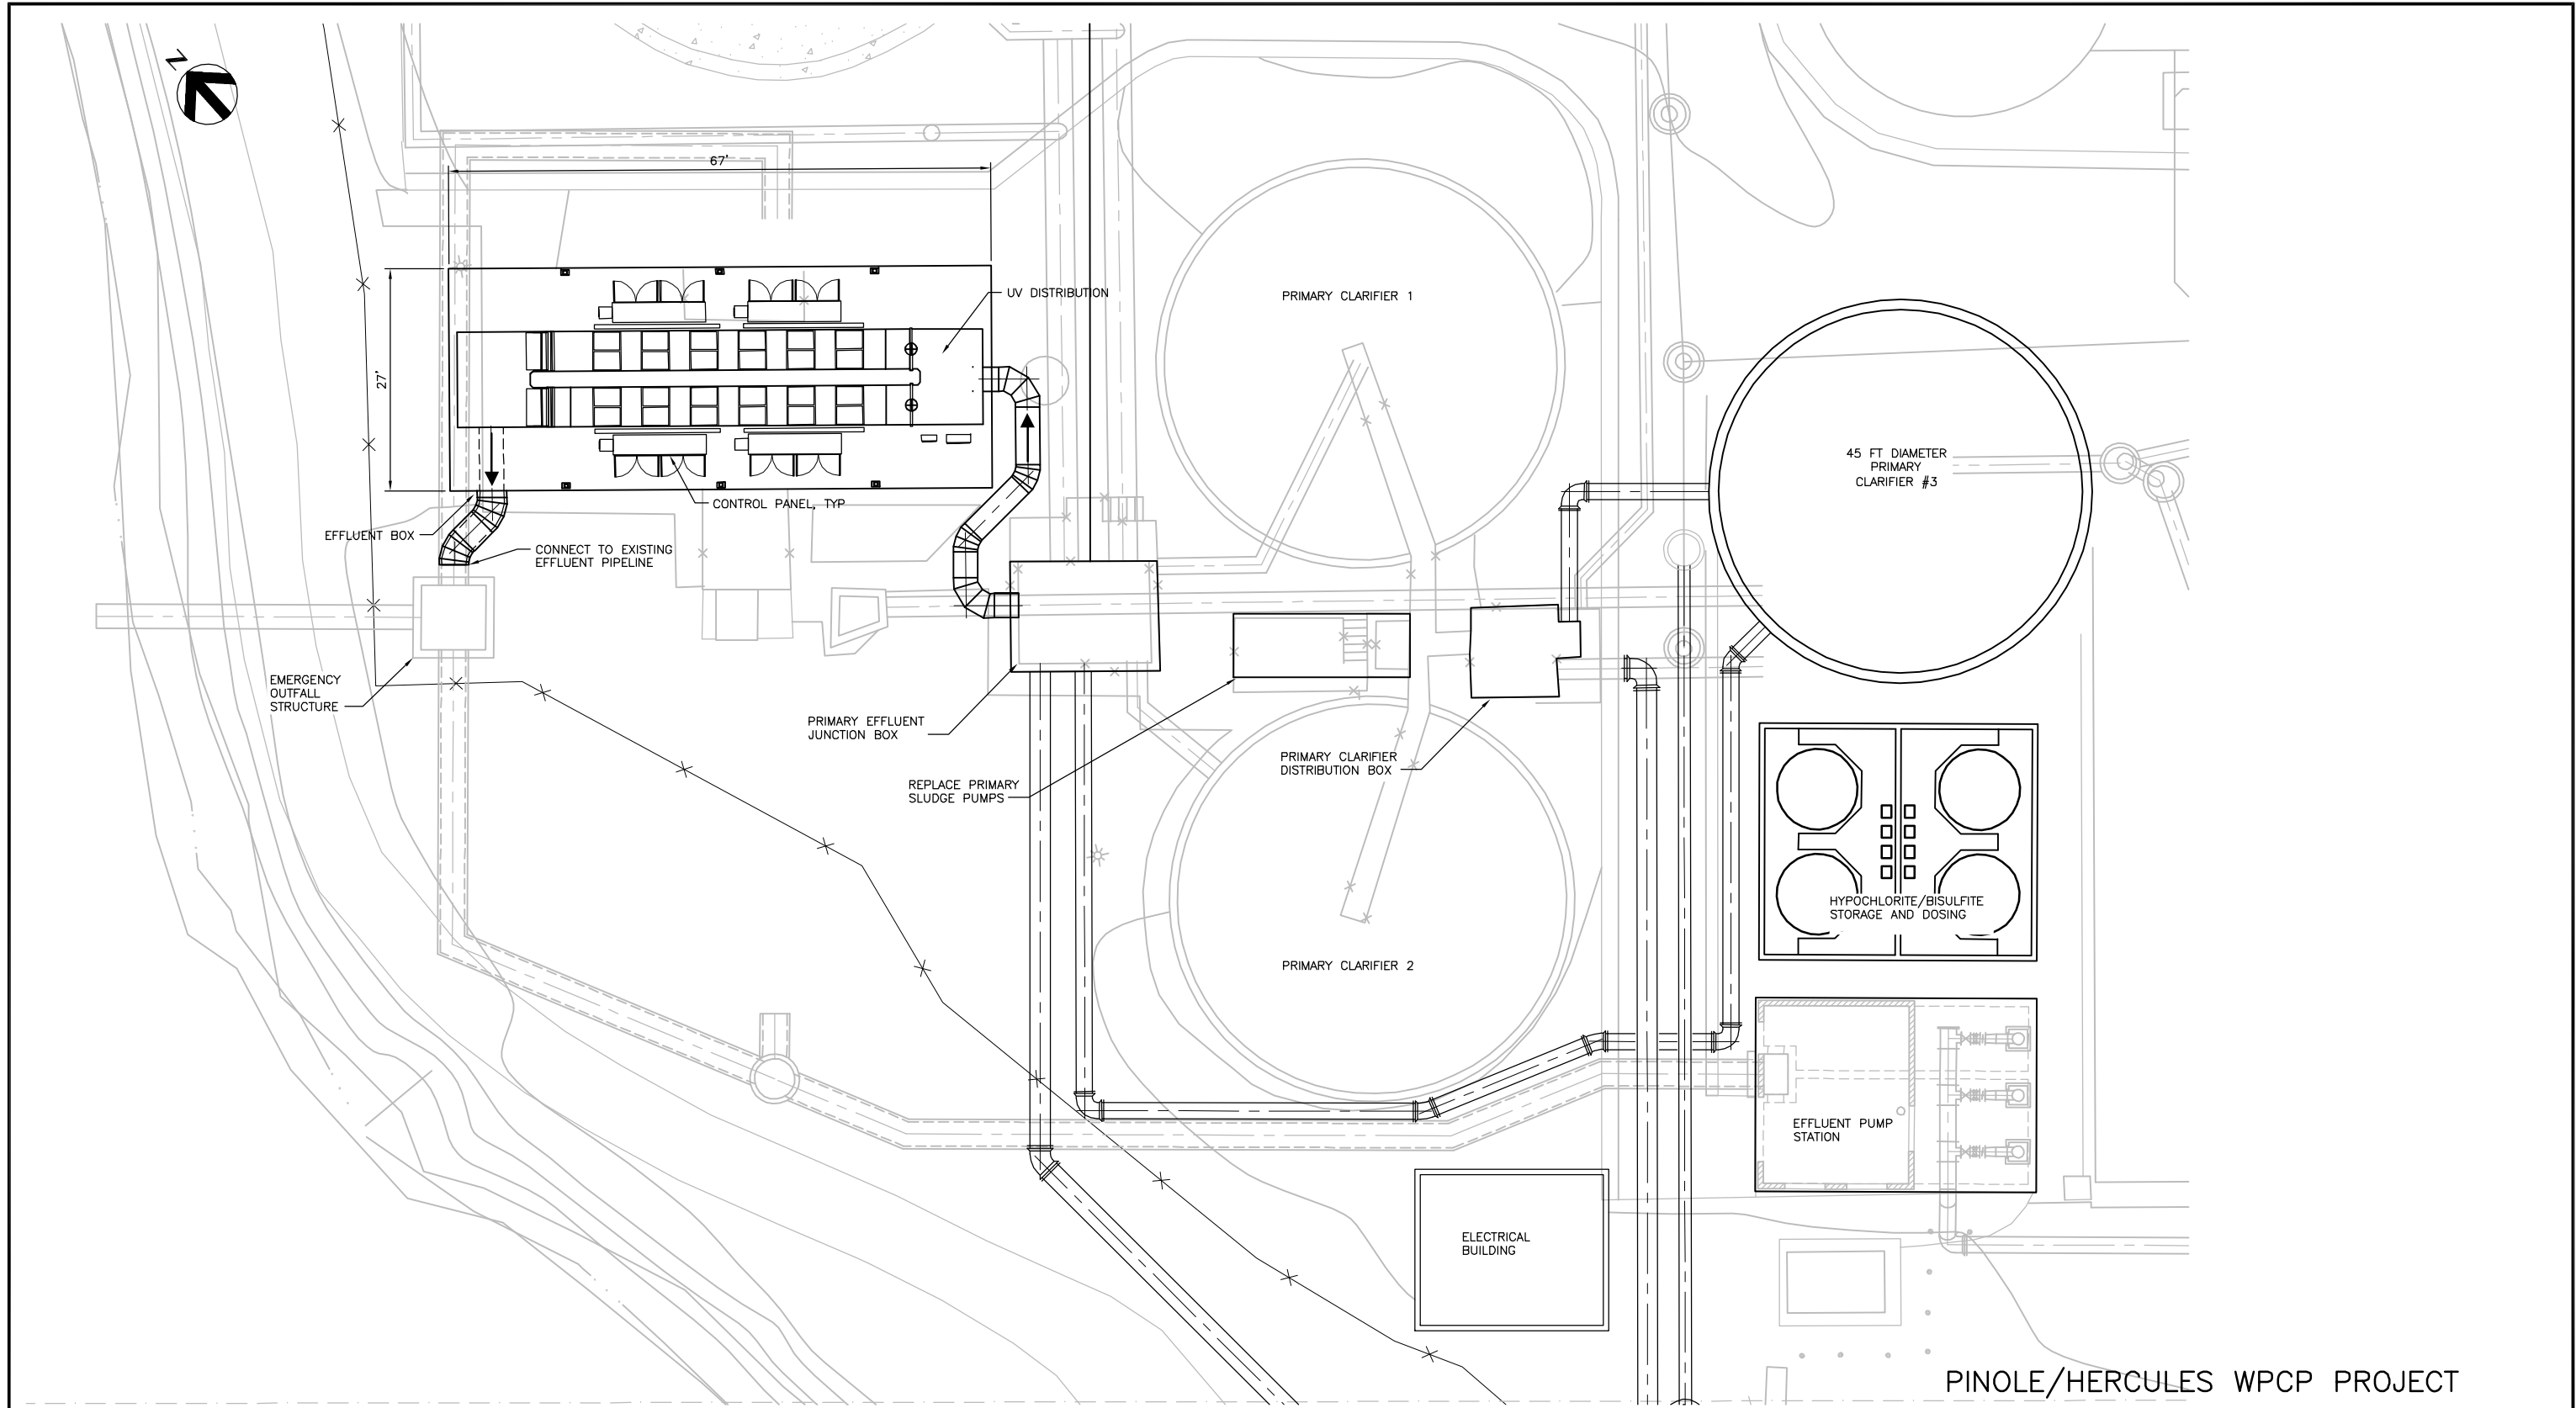 N
67'
27'
UV DISTRIBUTION
PRIMARY CLARIFIER 1
45 FT DIAMETER
PRIMARY
CLARIFIER #3
CONTROL PANEL, TYP
EFFLUENT BOX
CONNECT TO EXISTING
EFFLUENT PIPELINE
EMERGENCY
OUTFALL
STRUCTURE
PRIMARY EFFLUENT
JUNCTION BOX
REPLACE PRIMARY
SLUDGE PUMPS
PRIMARY CLARIFIER
DISTRIBUTION BOX
HYPOCHLORITE/BISULFITE
STORAGE AND DOSING
PRIMARY CLARIFIER 2
EFFLUENT PUMP
STATION
ELECTRICAL
BUILDING
PINOLE/HERCULES WPCP PROJECT